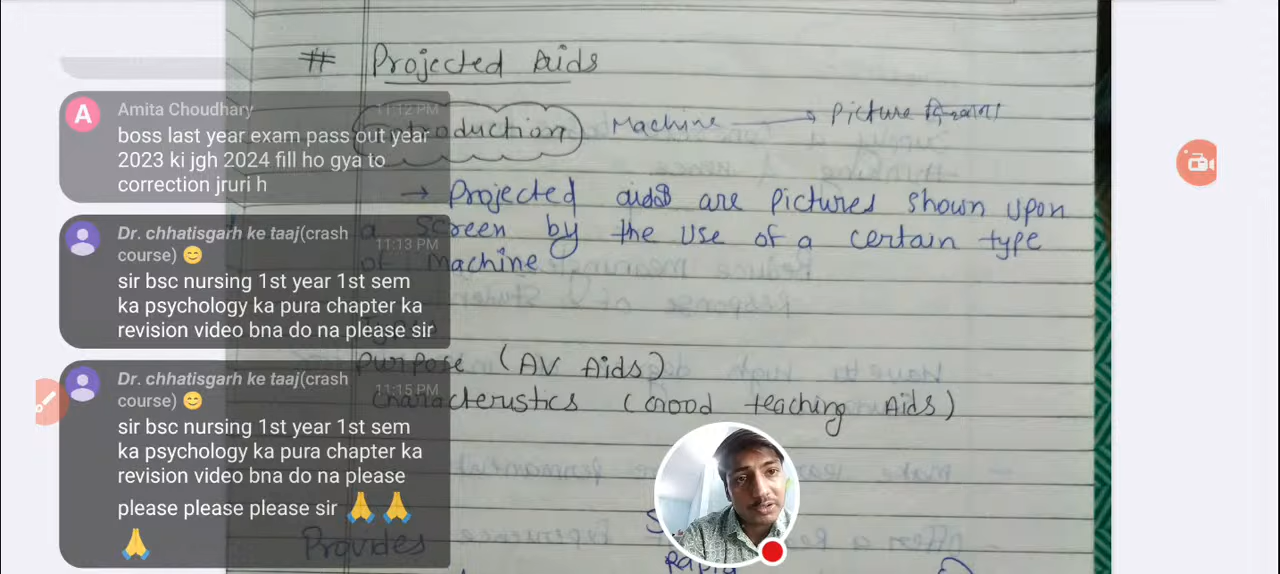 # Projected Aids
Introduction Machine → Picture
→ Projected aids are pictures shown upon
a screen by the use of a certain type
of Machine
Types
purpose (AV Aids)
characteristics (Good teaching Aids)
Provides
Rapid
A
Amita Choudhary 11:12 PM
boss last year exam pass out year
2023 ki jgh 2024 fill ho gya to
correction jruri h
Dr. chhatisgarh ke taaj(crash
course) 😊 11:13 PM
sir bsc nursing 1st year 1st sem
ka psychology ka pura chapter ka
revision video bna do na please sir
Dr. chhatisgarh ke taaj(crash
course) 😊 11:15 PM
sir bsc nursing 1st year 1st sem
ka psychology ka pura chapter ka
revision video bna do na please
please please please sir 🙏 🙏
🙏